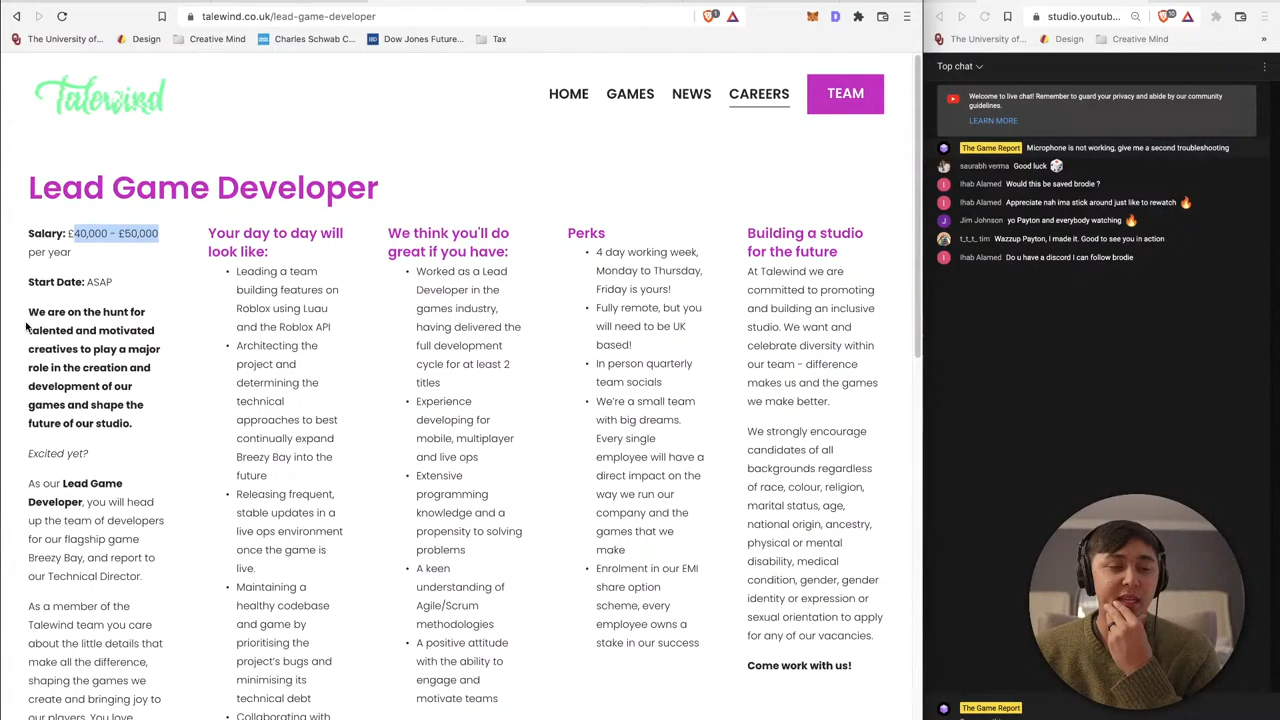 talewind.co.uk/lead-game-developer
The University of... Design Creative Mind Charles Schwab C... Dow Jones Future... Tax
Talewind
HOME GAMES NEWS CAREERS TEAM
Lead Game Developer
Salary: £40,000 - £50,000
per year
Start Date: ASAP
We are on the hunt for
talented and motivated
creatives to play a major
role in the creation and
development of our
games and shape the
future of our studio.
Excited yet?
As our Lead Game
Developer, you will head
up the team of developers
for our flagship game
Breezy Bay, and report to
our Technical Director.
As a member of the
Talewind team you care
about the little details that
make all the difference,
shaping the games we
create and bringing joy to
our players. You love
Your day to day will
look like:
• Leading a team
building features on
Roblox using Luau
and the Roblox API
• Architecting the
project and
determining the
technical
approaches to best
continually expand
Breezy Bay into the
future
• Releasing frequent,
stable updates in a
live ops environment
once the game is
live.
• Maintaining a
healthy codebase
and game by
prioritising the
project's bugs and
minimising its
technical debt
• Collaborating with
We think you'll do
great if you have:
• Worked as a Lead
Developer in the
games industry,
having delivered the
full development
cycle for at least 2
titles
• Experience
developing for
mobile, multiplayer
and live ops
• Extensive
programming
knowledge and a
propensity to solving
problems
• A keen
understanding of
Agile/Scrum
methodologies
• A positive attitude
with the ability to
engage and
motivate teams
Perks
• 4 day working week,
Monday to Thursday,
Friday is yours!
• Fully remote, but you
will need to be UK
based!
• In person quarterly
team socials
• We're a small team
with big dreams.
Every single
employee will have a
direct impact on the
way we run our
company and the
games that we
make
• Enrolment in our EMI
share option
scheme, every
employee owns a
stake in our success
Building a studio
for the future
At Talewind we are
committed to promoting
and building an inclusive
studio. We want and
celebrate diversity within
our team - difference
makes us and the games
we make better.
We strongly encourage
candidates of all
backgrounds regardless
of race, colour, religion,
marital status, age,
national origin, ancestry,
physical or mental
disability, medical
condition, gender, gender
identity or expression or
sexual orientation to apply
for any of our vacancies.
Come work with us!
studio.youtub...
The University of... Design Creative Mind »
Top chat
Welcome to live chat! Remember to guard your privacy and abide by our community
guidelines.
LEARN MORE
The Game Report Microphone is not working, give me a second troubleshooting
saurabh verma Good luck
Ihab Alamed Would this be saved brodie ?
Ihab Alamed Appreciate nah ima stick around just like to rewatch
Jim Johnson yo Payton and everybody watching
t_t_t_ tim Wazzup Payton, I made it. Good to see you in action
Ihab Alamed Do u have a discord I can follow brodie
The Game Report